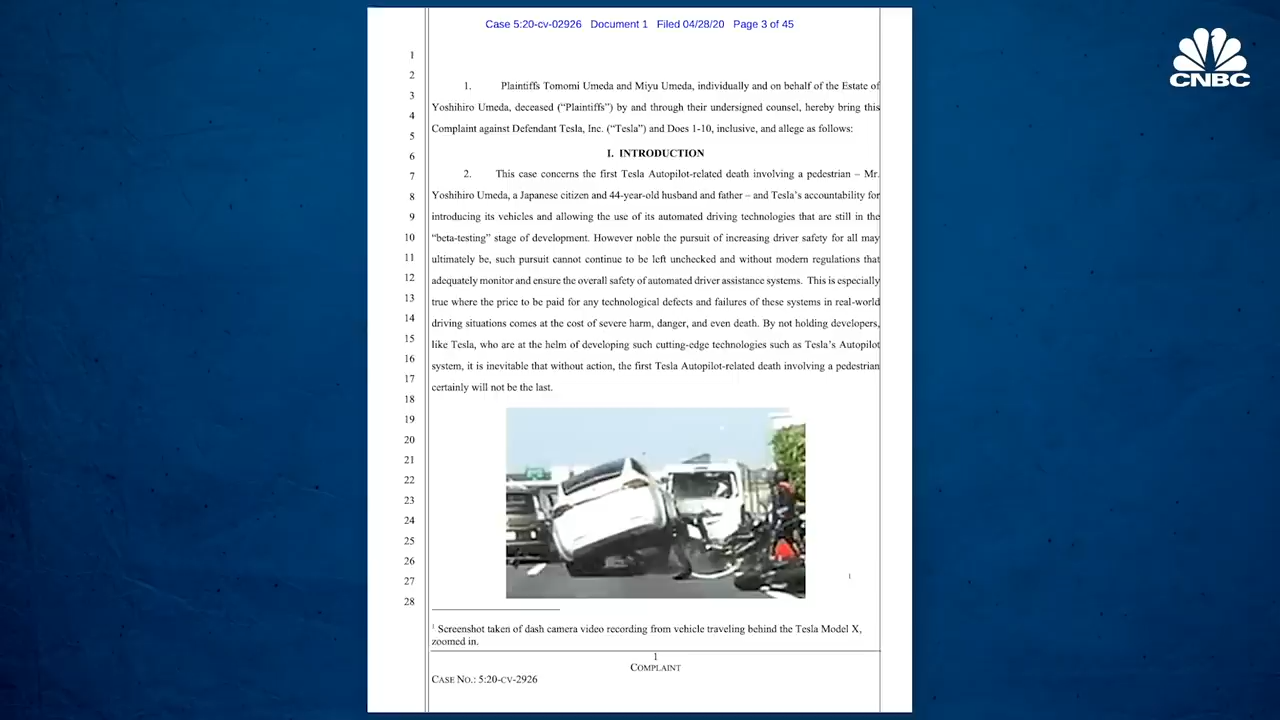 Case 5:20-cv-02926 Document 1 Filed 04/28/20 Page 3 of 45
CNBC
1
2
3
4
5
6
7
8
9
10
11
12
13
14
15
16
17
18
19
20
21
22
23
24
25
26
27
28
1. Plaintiffs Tomomi Umeda and Miyu Umeda, individually and on behalf of the Estate of
Yoshihiro Umeda, deceased (“Plaintiffs”) by and through their undersigned counsel, hereby bring this
Complaint against Defendant Tesla, Inc. (“Tesla”) and Does 1-10, inclusive, and allege as follows:
I. INTRODUCTION
2. This case concerns the first Tesla Autopilot-related death involving a pedestrian – Mr.
Yoshihiro Umeda, a Japanese citizen and 44-year-old husband and father – and Tesla’s accountability for
introducing its vehicles and allowing the use of its automated driving technologies that are still in the
“beta-testing” stage of development. However noble the pursuit of increasing driver safety for all may
ultimately be, such pursuit cannot continue to be left unchecked and without modern regulations that
adequately monitor and ensure the overall safety of automated driver assistance systems. This is especially
true where the price to be paid for any technological defects and failures of these systems in real-world
driving situations comes at the cost of severe harm, danger, and even death. By not holding developers,
like Tesla, who are at the helm of developing such cutting-edge technologies such as Tesla’s Autopilot
system, it is inevitable that without action, the first Tesla Autopilot-related death involving a pedestrian
certainly will not be the last.
1
1 Screenshot taken of dash camera video recording from vehicle traveling behind the Tesla Model X,
zoomed in.
1
COMPLAINT
CASE NO.: 5:20-CV-2926